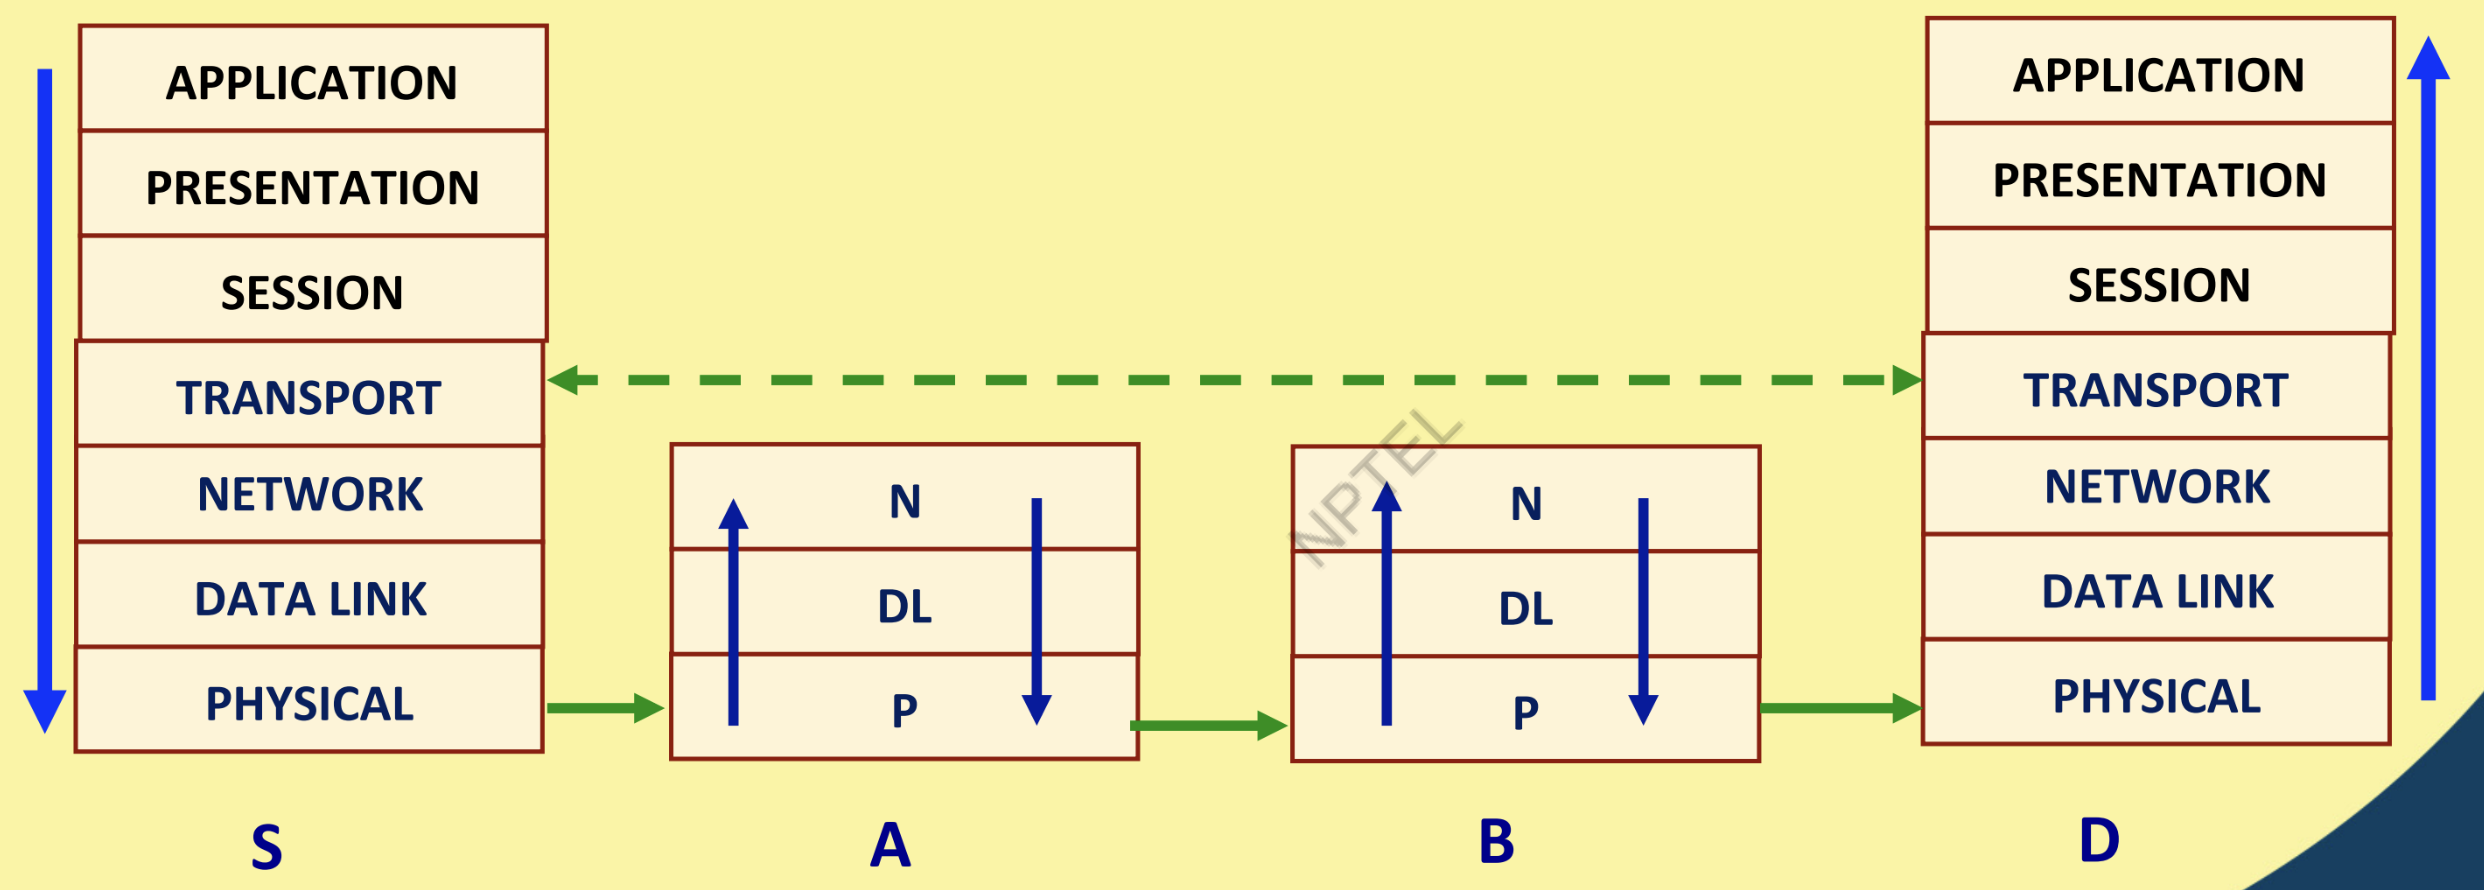 APPLICATION
PRESENTATION
SESSION
TRANSPORT
NETWORK
DATA LINK
PHYSICAL
S
N
DL
P
A
NPTEL
N
DL
P
B
APPLICATION
PRESENTATION
SESSION
TRANSPORT
NETWORK
DATA LINK
PHYSICAL
D